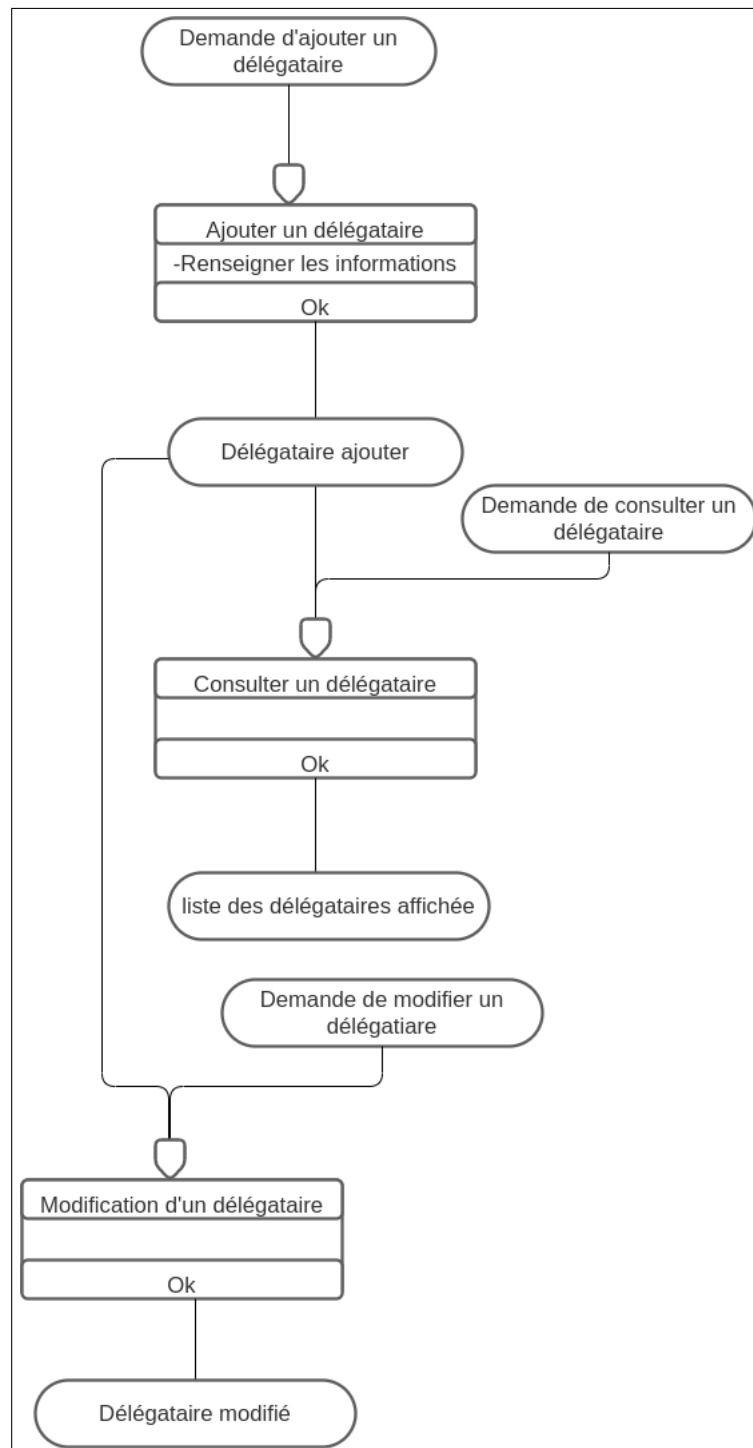 Demande d'ajouter un
délégataire
Ajouter un délégataire
-Renseigner les informations
Ok
Délégataire ajouter
Demande de consulter un
délégataire
Consulter un délégataire
Ok
liste des délégataires affichée
Demande de modifier un
délégatiare
Modification d'un délégataire
Ok
Délégataire modifié